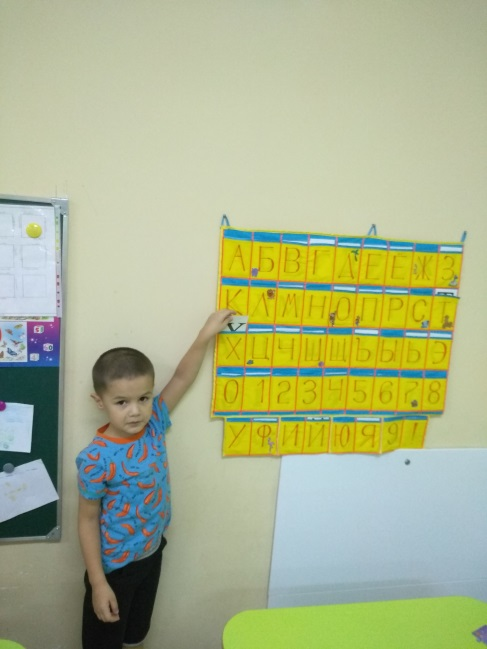 А Б В Г Д Е Ё Ж З
К Л М Н О П Р С
Х Ц Ч Ш Щ Ъ Ы Ь Э
0 1 2 3 4 5 6 7 8
У Ф И Й Ю Я 9 !